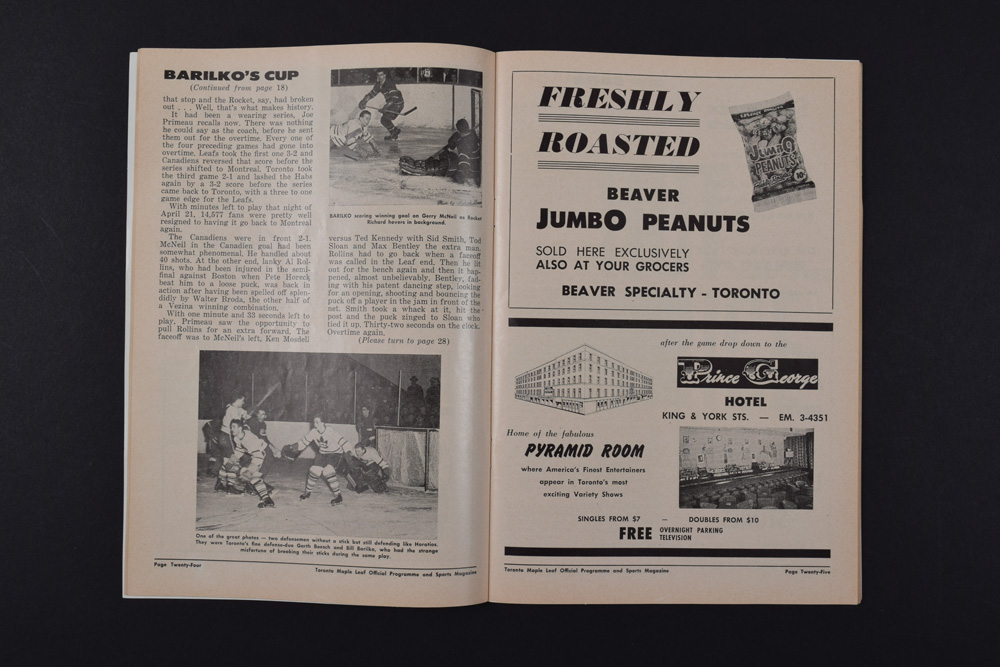 BARILKO'S CUP
(Continued from page 18)
that stop and the Rocket, say, had broken
out . . . Well, that's what makes history.
It had been a wearing series, Joe
Primeau recalls now. There was nothing
he could say as the coach, before he sent
them out for the overtime. Every one of
the four preceding games had gone into
overtime. Leafs took the first one 3-2 and
Canadiens reversed that score before the
series shifted to Montreal. Toronto took
the third game 2-1 and lashed the Habs
again by a 3-2 score before the series
came back to Toronto, with a three to one
game edge for the Leafs.
With minutes left to play that night of
April 21, 14,577 fans were pretty well
resigned to having it go back to Montreal
again.
The Canadiens were in front 2-1.
McNeil in the Canadien goal had been
somewhat phenomenal. He handled about
40 shots. At the other end, lanky Al Rol-
lins, who had been injured in the semi-
final against Boston when Pete Horeck
beat him to a loose puck, was back in
action after having been spelled off splen-
didly by Walter Broda, the other half of
a Vezina winning combination.
With one minute and 33 seconds left to
play, Primeau saw the opportunity to
pull Rollins for an extra forward. The
faceoff was to McNeil's left, Ken Mosdell
BARILKO scoring winning goal on Gerry McNeil as Rocket
Richard hovers in background.
versus Ted Kennedy with Sid Smith, Tod
Sloan and Max Bentley the extra man.
Rollins had to go back when a faceoff
was called in the Leaf end. Then he lit
out for the bench again and then it hap-
pened, almost unbelievably. Bentley, fad-
ing with his patent dancing step, looking
for an opening, shooting and bouncing the
puck off a player in the jam in front of the
net. Smith took a whack at it, hit the
post and the puck zinged to Sloan who
tied it up. Thirty-two seconds on the clock.
Overtime again.
(Please turn to page 28)
One of the great photos — two defensemen without a stick but still defending like Horatios.
They were Toronto's fine defense-duo Garth Boesch and Bill Barilko, who had the strange
misfortune of breaking their sticks during the same play.
Page Twenty-Four
Toronto Maple Leaf Official Programme and Sports Magazine
FRESHLY
ROASTED
JUMBO
PEANUTS
10¢
BEAVER
JUMBO PEANUTS
SOLD HERE EXCLUSIVELY
ALSO AT YOUR GROCERS
BEAVER SPECIALTY - TORONTO
after the game drop down to the
Prince George
HOTEL
KING & YORK STS. — EM. 3-4351
Home of the fabulous
PYRAMID ROOM
where America's Finest Entertainers
appear in Toronto's most
exciting Variety Shows
SINGLES FROM $7 — DOUBLES FROM $10
FREE OVERNIGHT PARKING
TELEVISION
Toronto Maple Leaf Official Programme and Sports Magazine
Page Twenty-Five